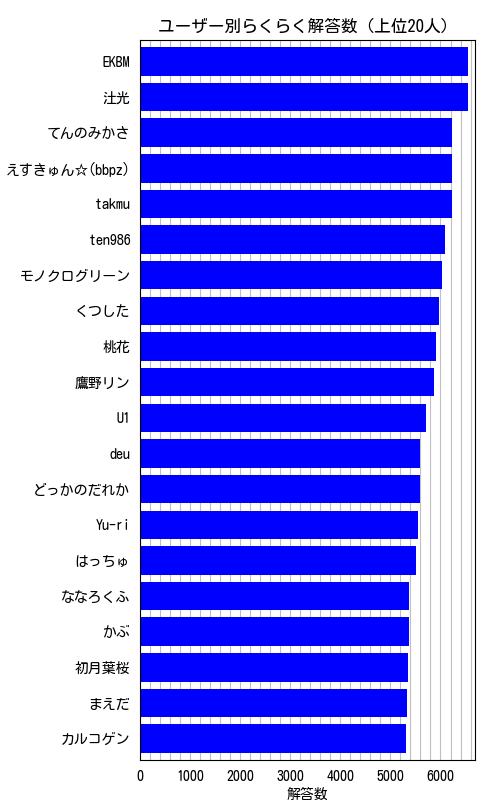 ユーザー別らくらく解答数（上位20人）
EKBM
汢光
てんのみかさ
えすきゅん☆(bbpz)
takmu
ten986
モノクログリーン
くつした
桃花
鷹野リン
U1
deu
どっかのだれか
Yu-ri
はっちゅ
ななろくふ
かぶ
初月葉桜
まえだ
カルコゲン
0 1000 2000 3000 4000 5000 6000
解答数